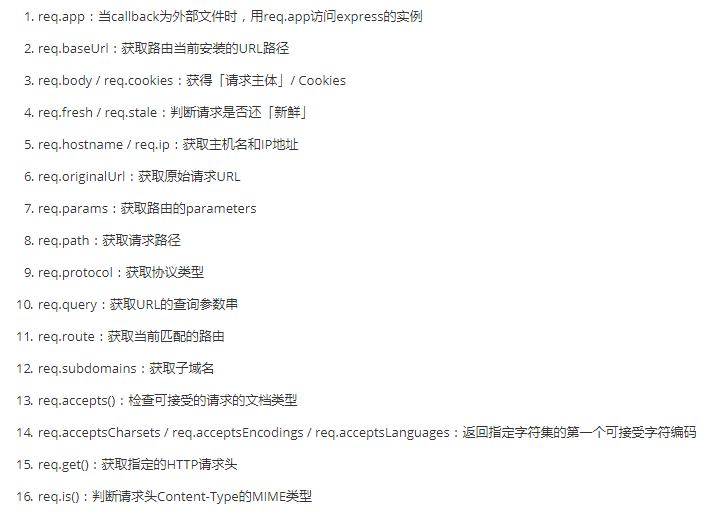 1. req.app：当callback为外部文件时，用req.app访问express的实例
2. req.baseUrl：获取路由当前安装的URL路径
3. req.body / req.cookies：获得「请求主体」/ Cookies
4. req.fresh / req.stale：判断请求是否还「新鲜」
5. req.hostname / req.ip：获取主机名和IP地址
6. req.originalUrl：获取原始请求URL
7. req.params：获取路由的parameters
8. req.path：获取请求路径
9. req.protocol：获取协议类型
10. req.query：获取URL的查询参数串
11. req.route：获取当前匹配的路由
12. req.subdomains：获取子域名
13. req.accepts()：检查可接受的请求的文档类型
14. req.acceptsCharsets / req.acceptsEncodings / req.acceptsLanguages：返回指定字符集的第一个可接受字符编码
15. req.get()：获取指定的HTTP请求头
16. req.is()：判断请求头Content-Type的MIME类型